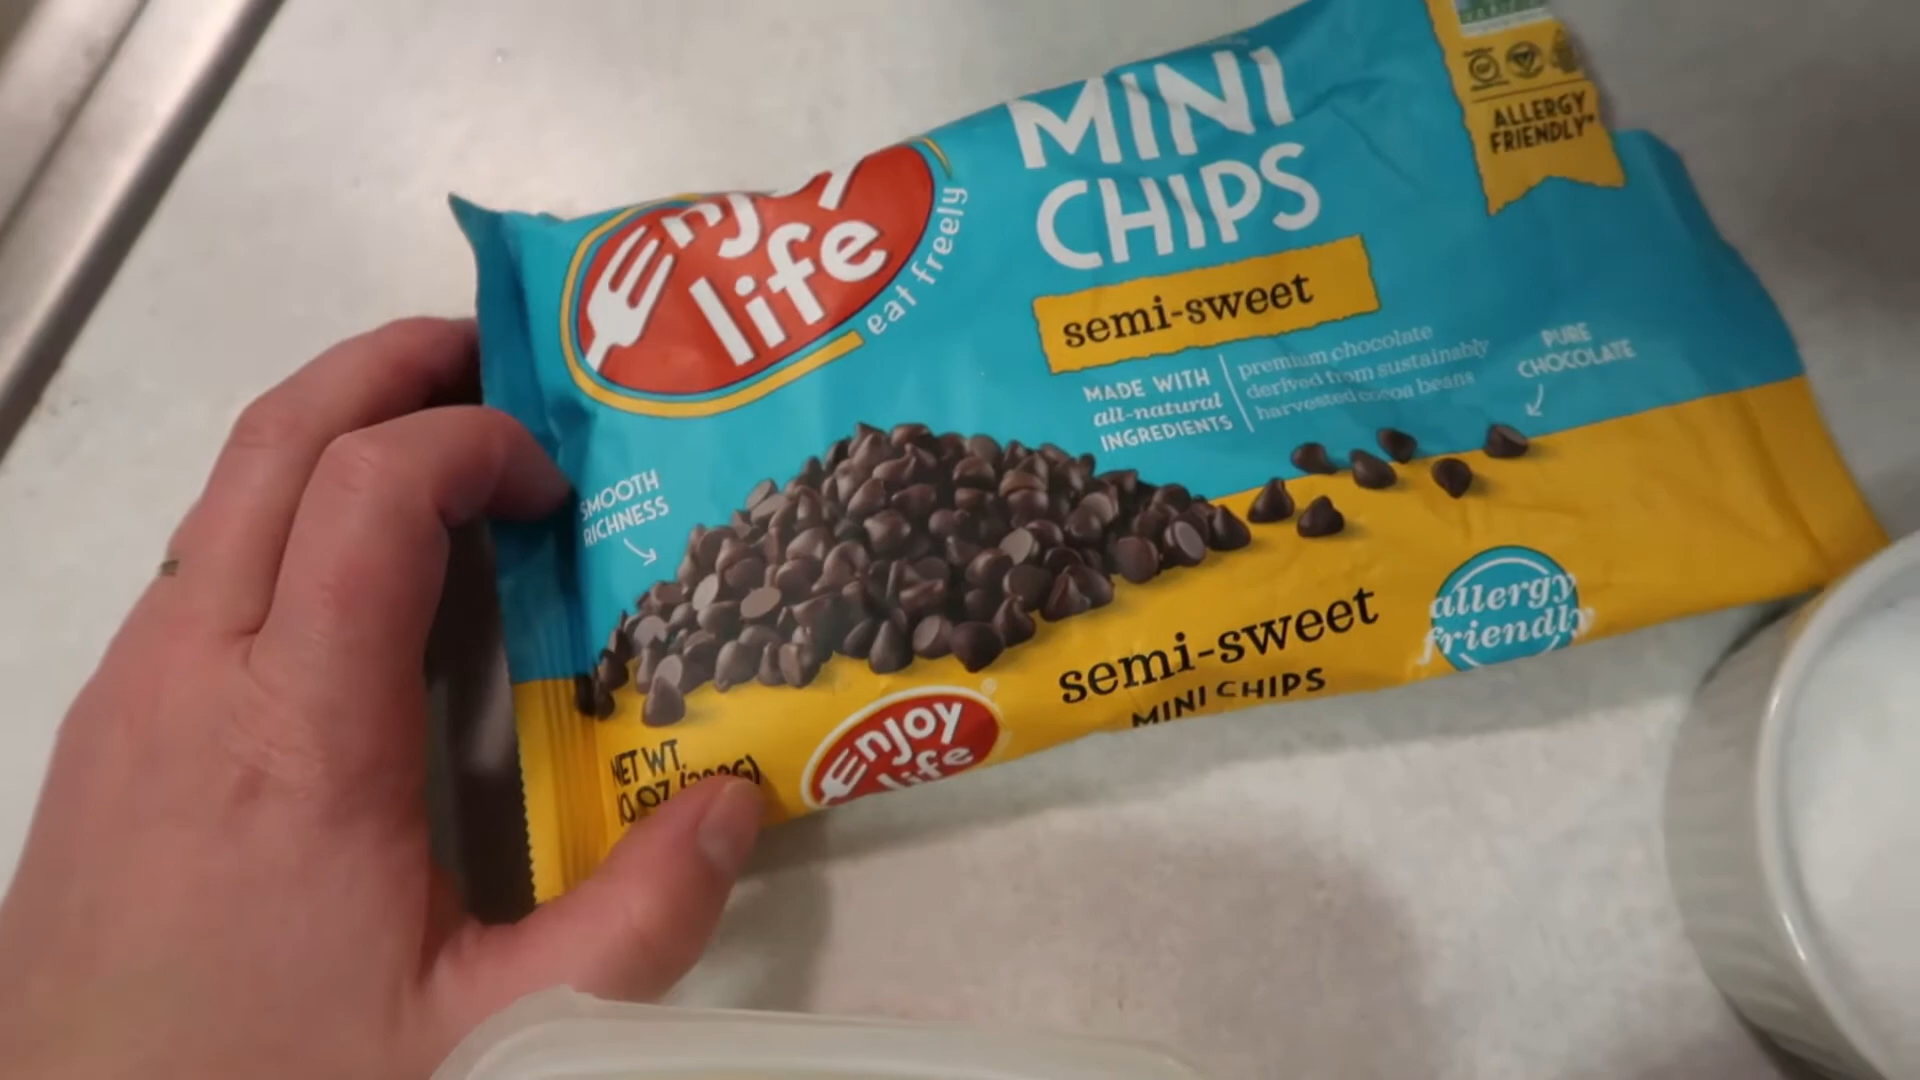 Enjoy
life
eat freely
MINI
CHIPS
semi-sweet
MADE WITH
all-natural
INGREDIENTS
premium chocolate
derived from sustainably
harvested cocoa beans
PURE
CHOCOLATE
ALLERGY
FRIENDLY*
SMOOTH
RICHNESS
semi-sweet
MINI CHIPS
allergy
friendly
Enjoy
life
NET WT.